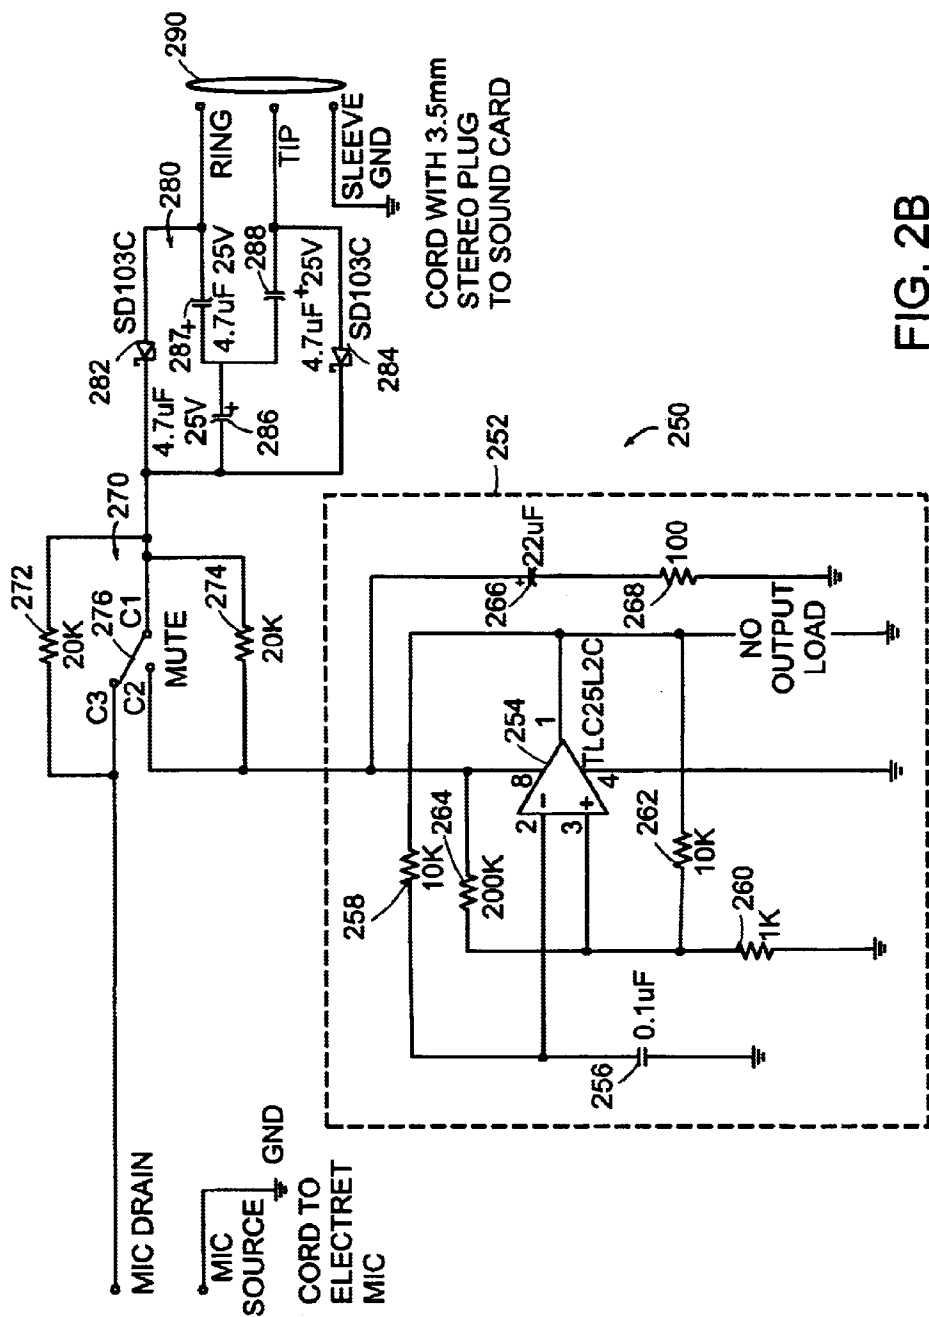 272
20K
270
276
C3
C1
C2
MUTE
274
20K
MIC DRAIN
MIC
SOURCE
GND
CORD TO
ELECTRET
MIC
282
SD103C
280
4.7uF
25V
+
286
287
+
4.7uF 25V
288
4.7uF
+
25V
SD103C
284
RING
TIP
SLEEVE
GND
290
CORD WITH 3.5mm
STEREO PLUG
TO SOUND CARD
252
250
258
10K
264
200K
2
3
8
4
1
−
+
254
TLC25L2C
262
10K
260
1K
256
0.1uF
266
+
22uF
268
100
NO
OUTPUT
LOAD
FIG. 2B